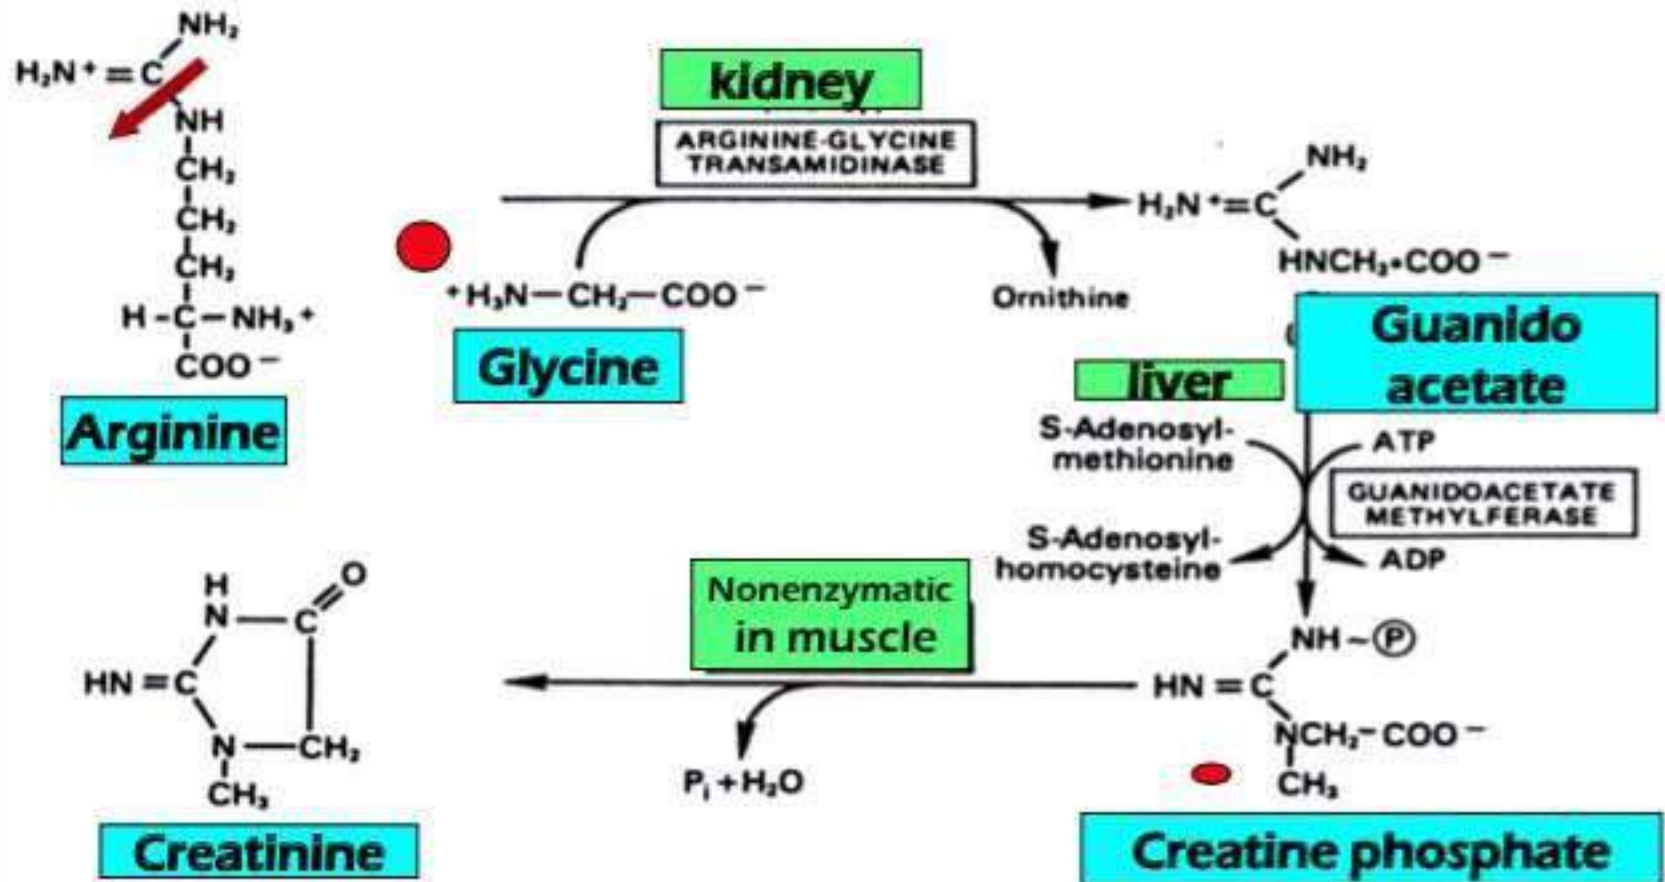 NH₂
H₂N⁺=C
NH
CH₂
CH₂
CH₂
H-C-NH₃⁺
COO⁻
Arginine
kidney
ARGININE-GLYCINE
TRANSAMIDINASE
⁺H₃N-CH₂-COO⁻
Glycine
Ornithine
NH₂
H₂N⁺=C
HNCH₂•COO⁻
Guanido
acetate
liver
S-Adenosyl-
methionine
ATP
GUANIDOACETATE
METHYLFERASE
S-Adenosyl-
homocysteine
ADP
NH~P
HN=C
NCH₂-COO⁻
CH₃
Creatine phosphate
Nonenzymatic
in muscle
Pᵢ+H₂O
H
O
N-C
HN=C
N-CH₂
CH₃
Creatinine